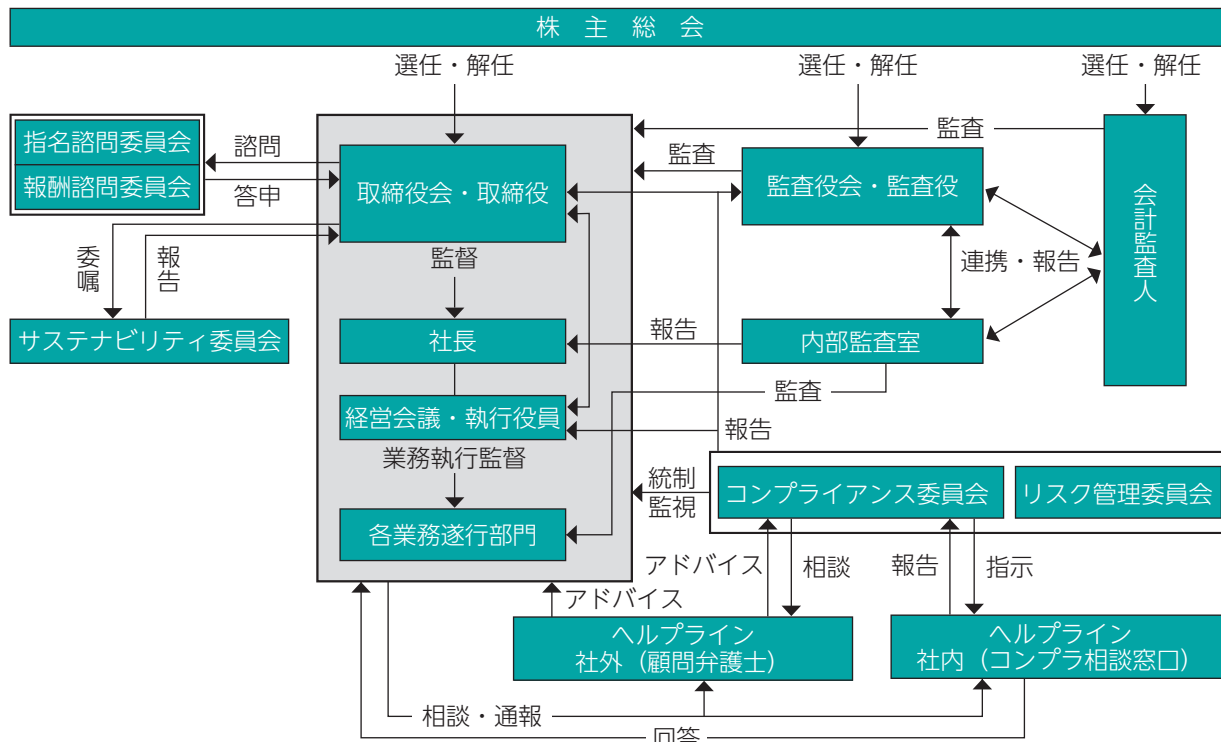 株主総会
選任・解任
選任・解任
選任・解任
指名諮問委員会
報酬諮問委員会
諮問
答申
取締役会・取締役
監査
監査
監査役会・監査役
会計監査人
委嘱
報告
監督
連携・報告
サステナビリティ委員会
社長
報告
内部監査室
監査
経営会議・執行役員
報告
業務執行監督
統制
監視
コンプライアンス委員会
リスク管理委員会
各業務遂行部門
アドバイス
相談
報告
指示
アドバイス
ヘルプライン
社外（顧問弁護士）
ヘルプライン
社内（コンプラ相談窓口）
相談・通報
回答